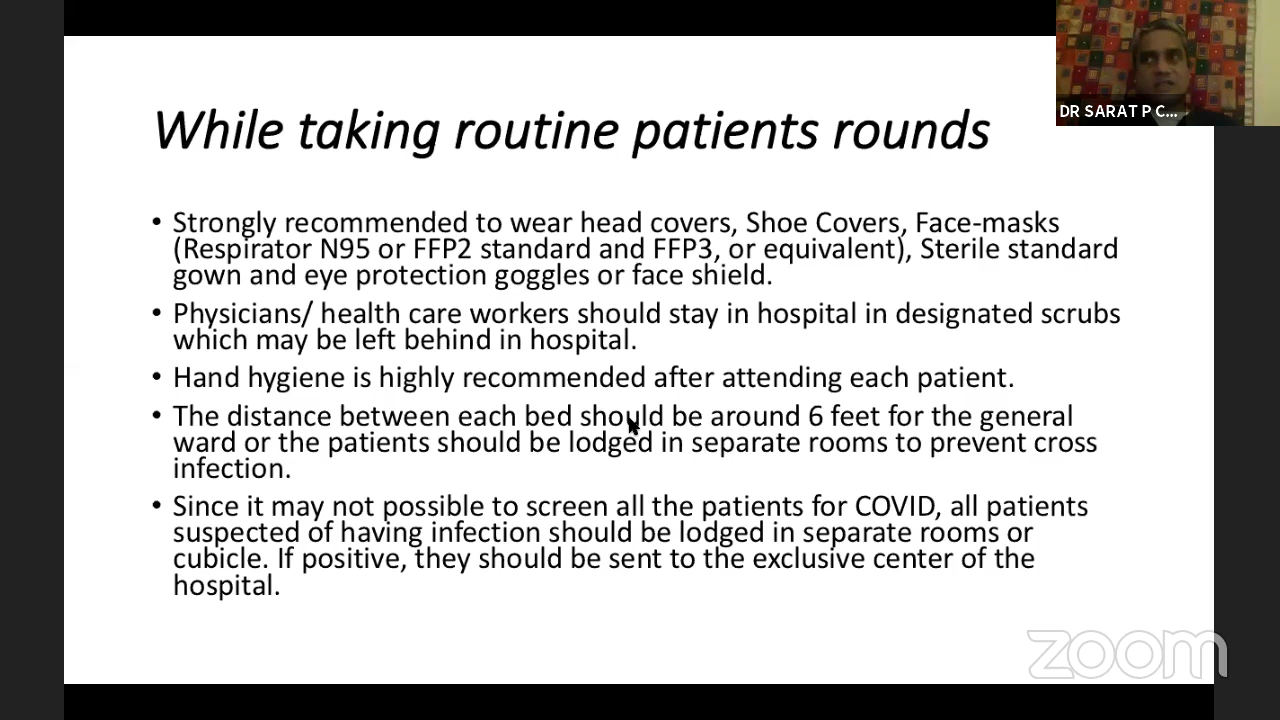 DR SARAT P C...
While taking routine patients rounds
• Strongly recommended to wear head covers, Shoe Covers, Face-masks
(Respirator N95 or FFP2 standard and FFP3, or equivalent), Sterile standard
gown and eye protection goggles or face shield.
• Physicians/ health care workers should stay in hospital in designated scrubs
which may be left behind in hospital.
• Hand hygiene is highly recommended after attending each patient.
• The distance between each bed should be around 6 feet for the general
ward or the patients should be lodged in separate rooms to prevent cross
infection.
• Since it may not possible to screen all the patients for COVID, all patients
suspected of having infection should be lodged in separate rooms or
cubicle. If positive, they should be sent to the exclusive center of the
hospital.
zoom